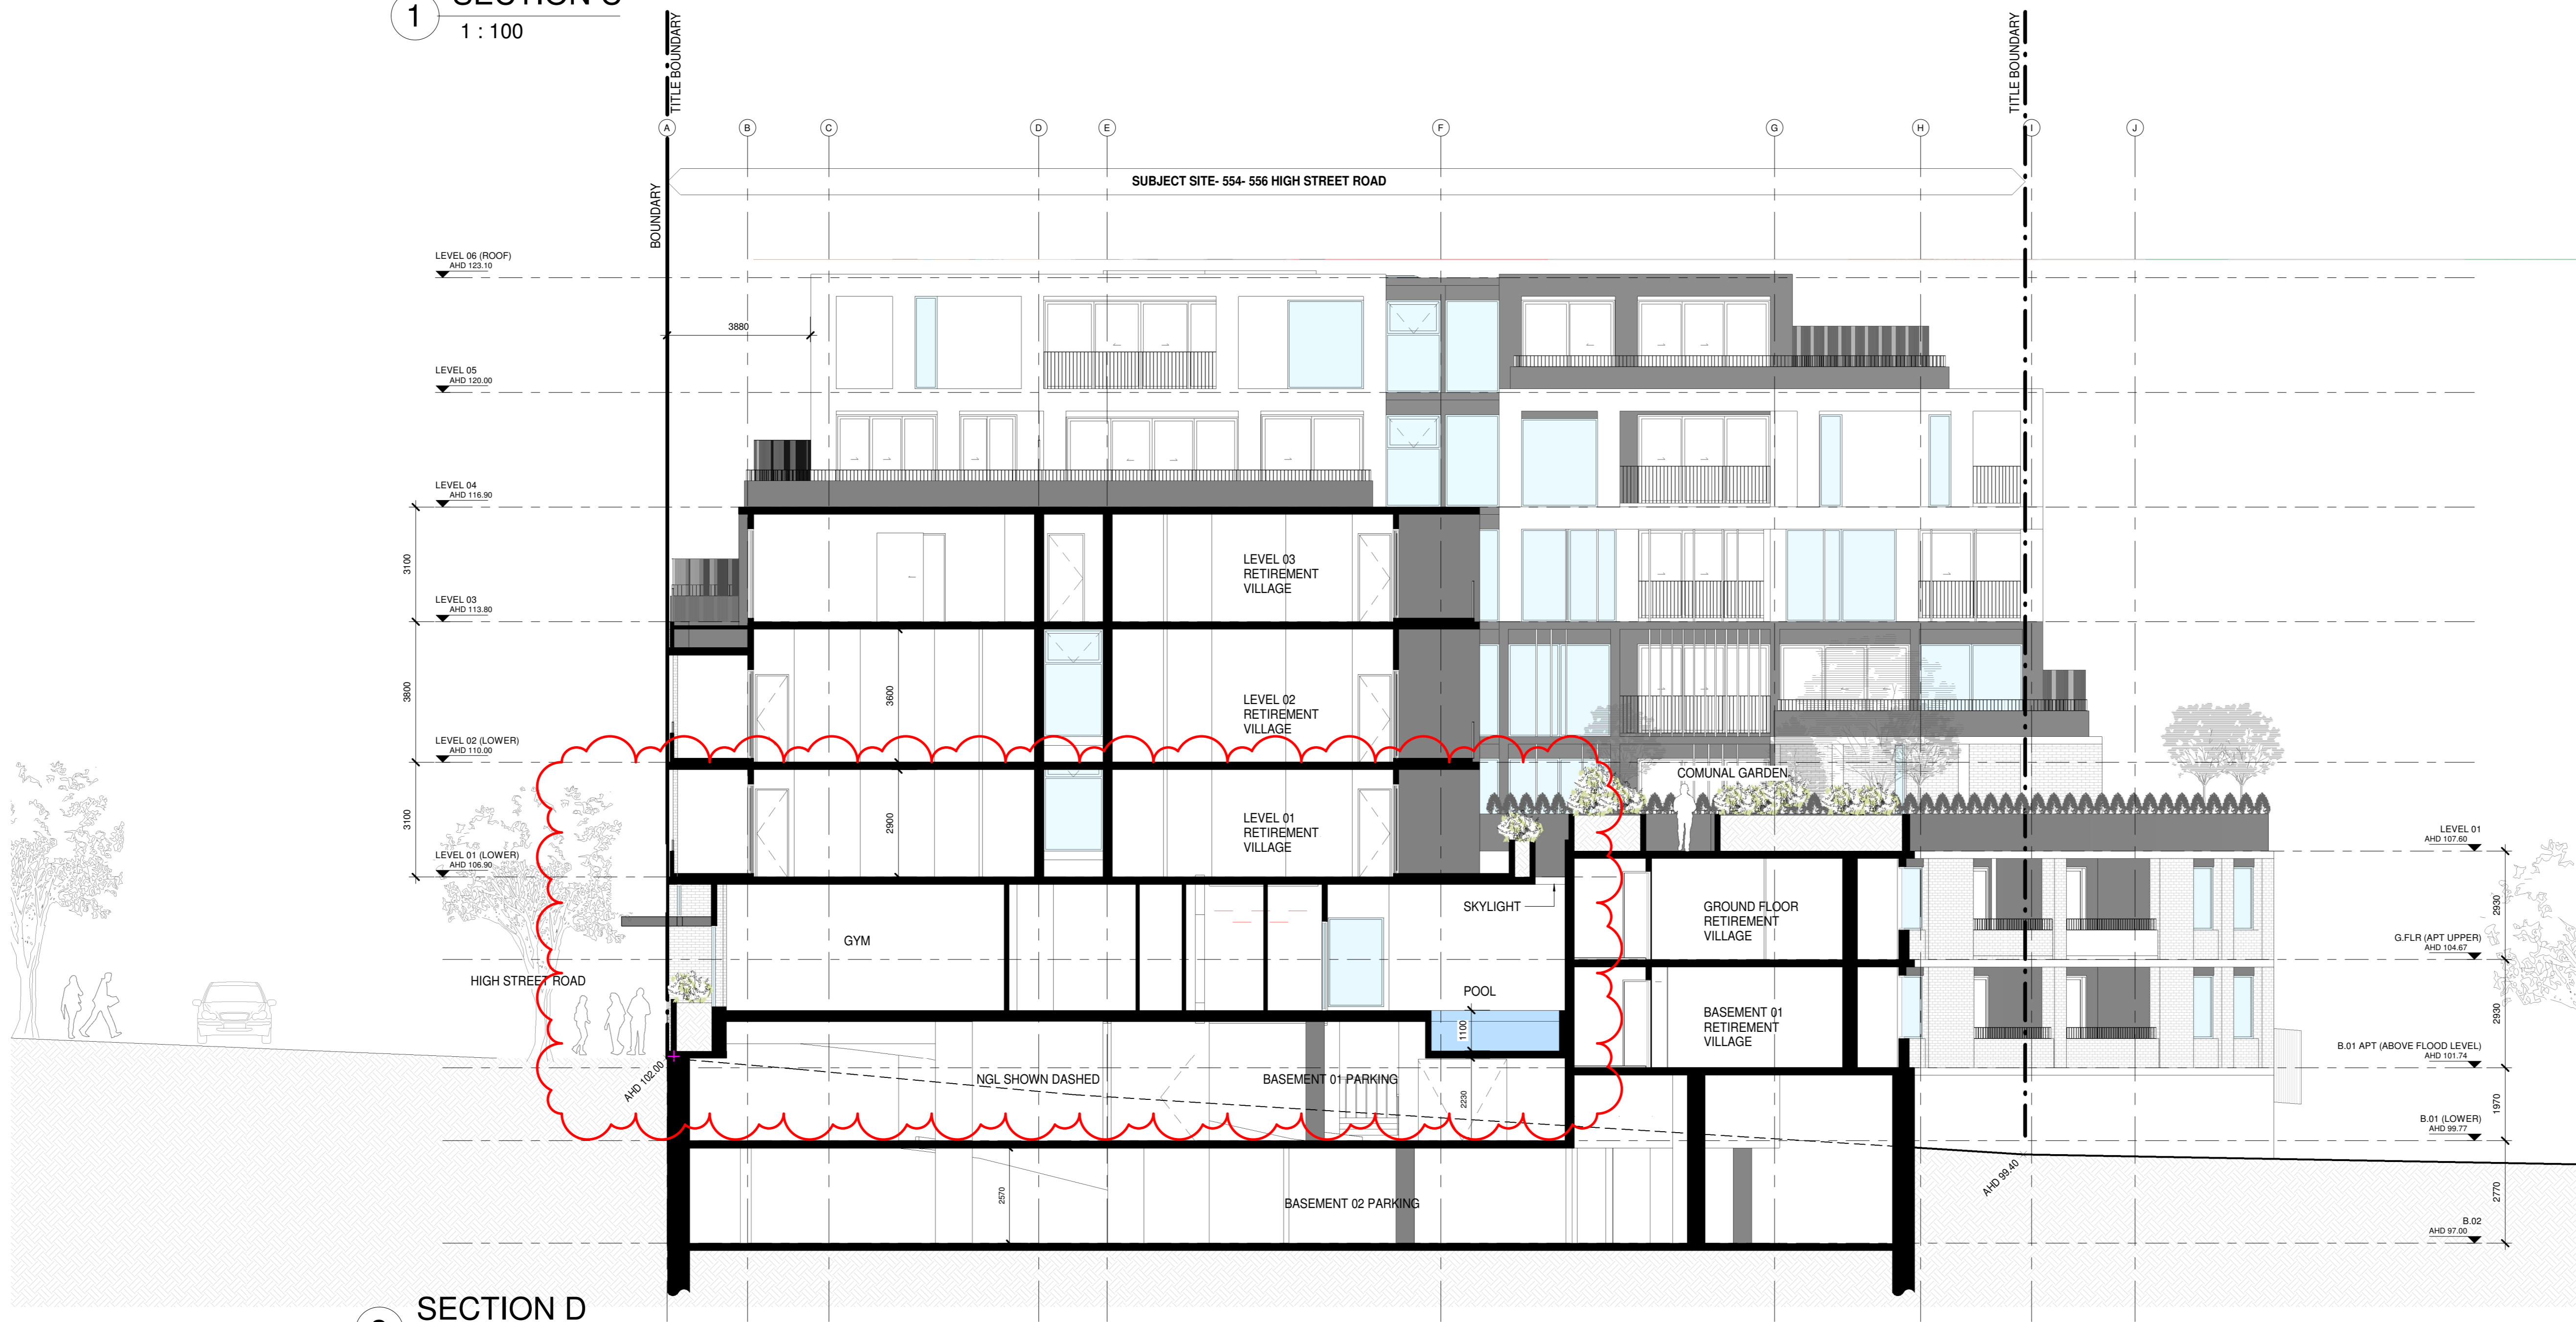 1
1 : 100
TITLE BOUNDARY
TITLE BOUNDARY
A
B
C
D
E
F
G
H
I
J
SUBJECT SITE- 554- 556 HIGH STREET ROAD
BOUNDARY
LEVEL 06 (ROOF)
AHD 123.10
3880
LEVEL 05
AHD 120.00
LEVEL 04
AHD 116.90
3100
LEVEL 03
RETIREMENT
VILLAGE
LEVEL 03
AHD 113.80
3800
3600
LEVEL 02
RETIREMENT
VILLAGE
LEVEL 02 (LOWER)
AHD 110.00
COMUNAL GARDEN
3100
2900
LEVEL 01
RETIREMENT
VILLAGE
LEVEL 01 (LOWER)
AHD 106.90
LEVEL 01
AHD 107.60
SKYLIGHT
GROUND FLOOR
RETIREMENT
VILLAGE
2930
GYM
G.FLR (APT UPPER)
AHD 104.67
HIGH STREET ROAD
POOL
1100
BASEMENT 01
RETIREMENT
VILLAGE
2930
B.01 APT (ABOVE FLOOD LEVEL)
AHD 101.74
AHD 102.00
NGL SHOWN DASHED
BASEMENT 01 PARKING
2230
1970
B.01 (LOWER)
AHD 99.77
AHD 99.40
2570
BASEMENT 02 PARKING
2770
B.02
AHD 97.00
SECTION D